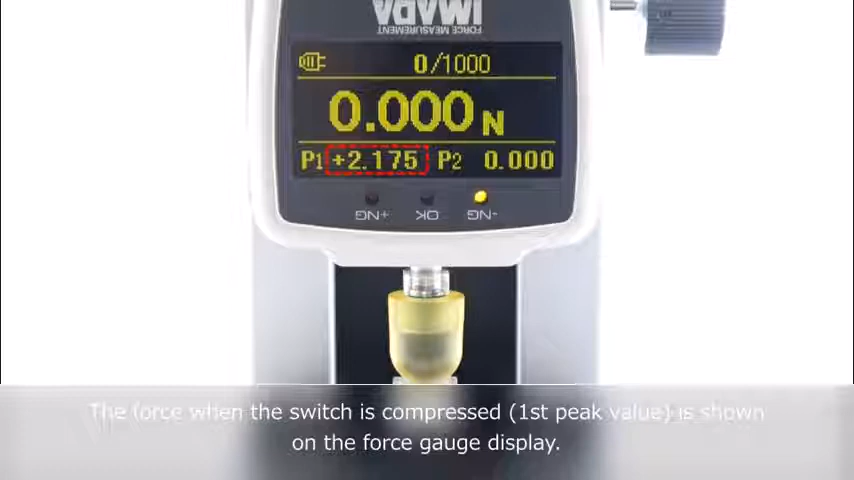 IMADA
FORCE MEASUREMENT
0/1000
0.000 N
P1 +2.175 P2 0.000
+NG OK -NG
The force when the switch is compressed (1st peak value) is shown
on the force gauge display.